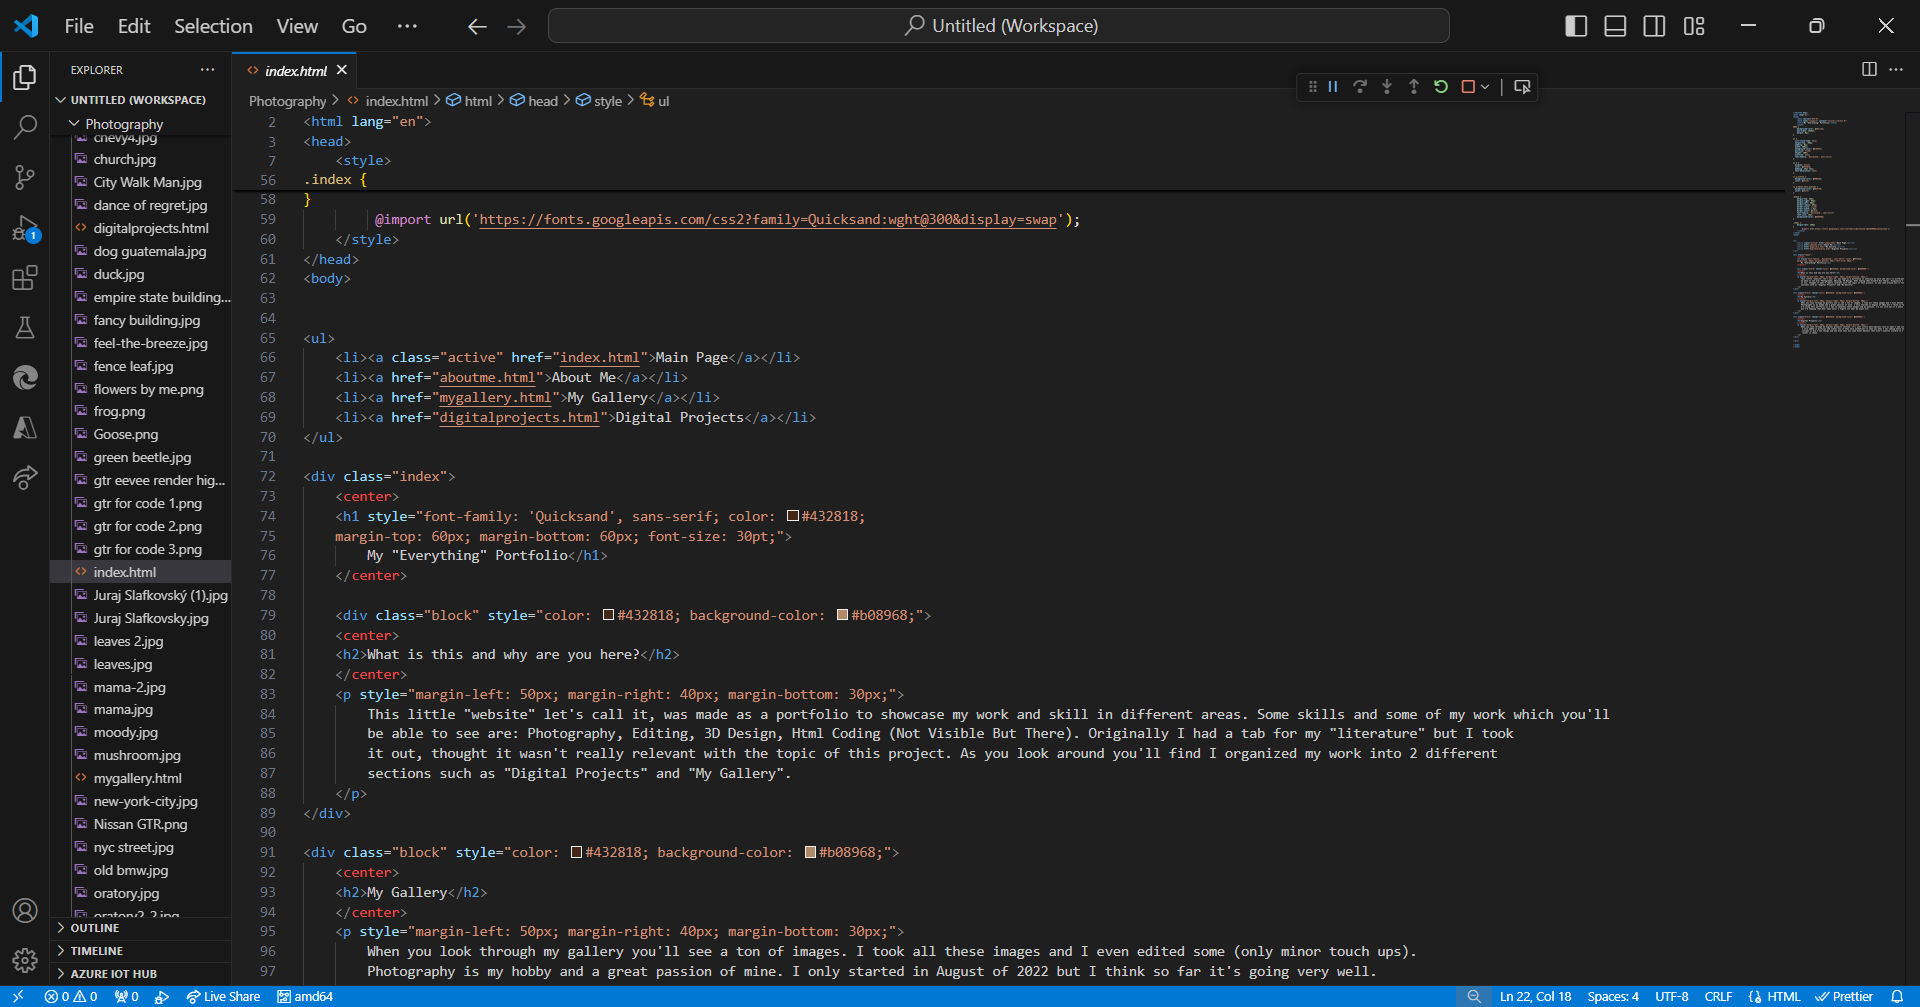 File Edit Selection View Go ··· Untitled (Workspace)
EXPLORER ···
UNTITLED (WORKSPACE)
Photography
chevy4.jpg
church.jpg
City Walk Man.jpg
dance of regret.jpg
digitalprojects.html
dog guatemala.jpg
duck.jpg
empire state building...
fancy building.jpg
feel-the-breeze.jpg
fence leaf.jpg
flowers by me.png
frog.png
Goose.png
green beetle.jpg
gtr eevee render hig...
gtr for code 1.png
gtr for code 2.png
gtr for code 3.png
index.html
Juraj Slafkovský (1).jpg
Juraj Slafkovsky.jpg
leaves 2.jpg
leaves.jpg
mama-2.jpg
mama.jpg
moody.jpg
mushroom.jpg
mygallery.html
new-york-city.jpg
Nissan GTR.png
nyc street.jpg
old bmw.jpg
oratory.jpg
oratory2-2.jpg
OUTLINE
TIMELINE
AZURE IOT HUB
1
index.html
Photography > index.html > html > head > style > ul
2 <html lang="en">
3 <head>
7 <style>
56 .index {
58 }
59 @import url('https://fonts.googleapis.com/css2?family=Quicksand:wght@300&display=swap');
60 </style>
61 </head>
62 <body>
63
64
65 <ul>
66 <li><a class="active" href="index.html">Main Page</a></li>
67 <li><a href="aboutme.html">About Me</a></li>
68 <li><a href="mygallery.html">My Gallery</a></li>
69 <li><a href="digitalprojects.html">Digital Projects</a></li>
70 </ul>
71
72 <div class="index">
73 <center>
74 <h1 style="font-family: 'Quicksand', sans-serif; color: #432818;
75 margin-top: 60px; margin-bottom: 60px; font-size: 30pt;">
76 My "Everything" Portfolio</h1>
77 </center>
78
79 <div class="block" style="color: #432818; background-color: #b08968;">
80 <center>
81 <h2>What is this and why are you here?</h2>
82 </center>
83 <p style="margin-left: 50px; margin-right: 40px; margin-bottom: 30px;">
84 This little "website" let's call it, was made as a portfolio to showcase my work and skill in different areas. Some skills and some of my work which you'll
85 be able to see are: Photography, Editing, 3D Design, Html Coding (Not Visible But There). Originally I had a tab for my "literature" but I took
86 it out, thought it wasn't really relevant with the topic of this project. As you look around you'll find I organized my work into 2 different
87 sections such as "Digital Projects" and "My Gallery".
88 </p>
89 </div>
90
91 <div class="block" style="color: #432818; background-color: #b08968;">
92 <center>
93 <h2>My Gallery</h2>
94 </center>
95 <p style="margin-left: 50px; margin-right: 40px; margin-bottom: 30px;">
96 When you look through my gallery you'll see a ton of images. I took all these images and I even edited some (only minor touch ups).
97 Photography is my hobby and a great passion of mine. I only started in August of 2022 but I think so far it's going very well.
0 0 0 Live Share amd64 Ln 22, Col 18 Spaces: 4 UTF-8 CRLF HTML Prettier